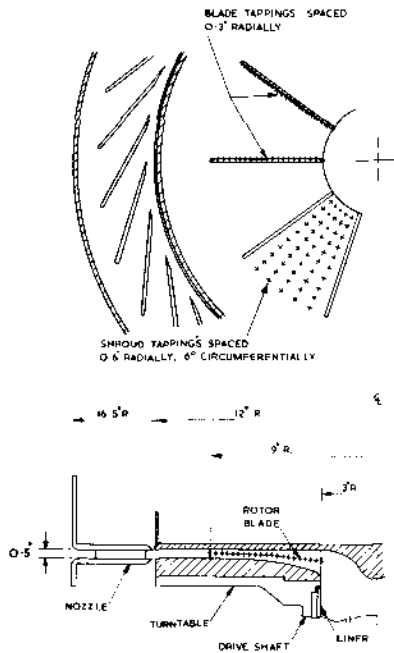 BLADE TAPPINGS SPACED
0·3" RADIALLY
SHROUD TAPPINGS SPACED
0·6" RADIALLY, 6° CIRCUMFERENTIALLY
16·5" R
12" R
℄
9" R
3" R
ROTOR
BLADE
0·5"
NOZZLE
TURNTABLE
LINER
DRIVE SHAFT